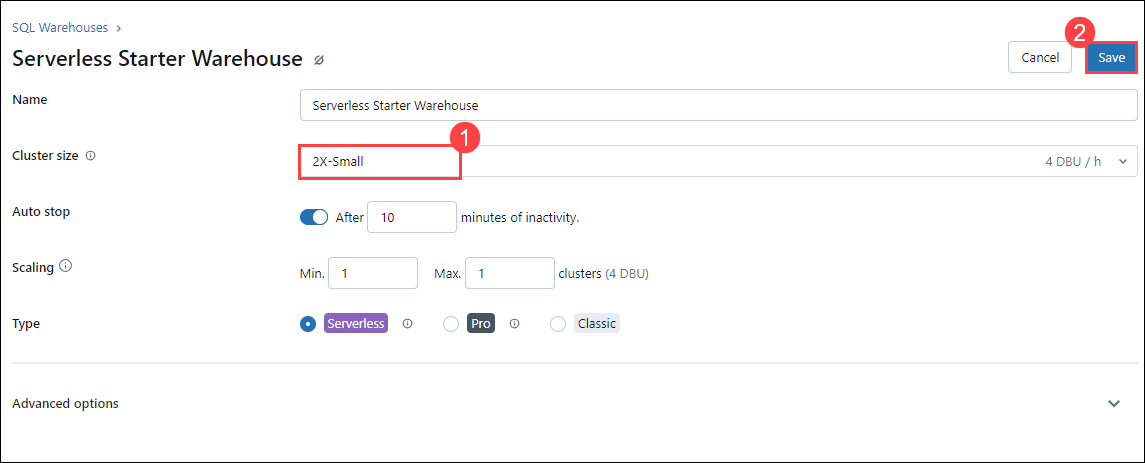 SQL Warehouses >
Serverless Starter Warehouse
2
Cancel
Save
Name
Serverless Starter Warehouse
1
Cluster size
2X-Small
4 DBU / h
Auto stop
After 10 minutes of inactivity.
Scaling
Min. 1 Max. 1 clusters (4 DBU)
Type
Serverless Pro Classic
Advanced options